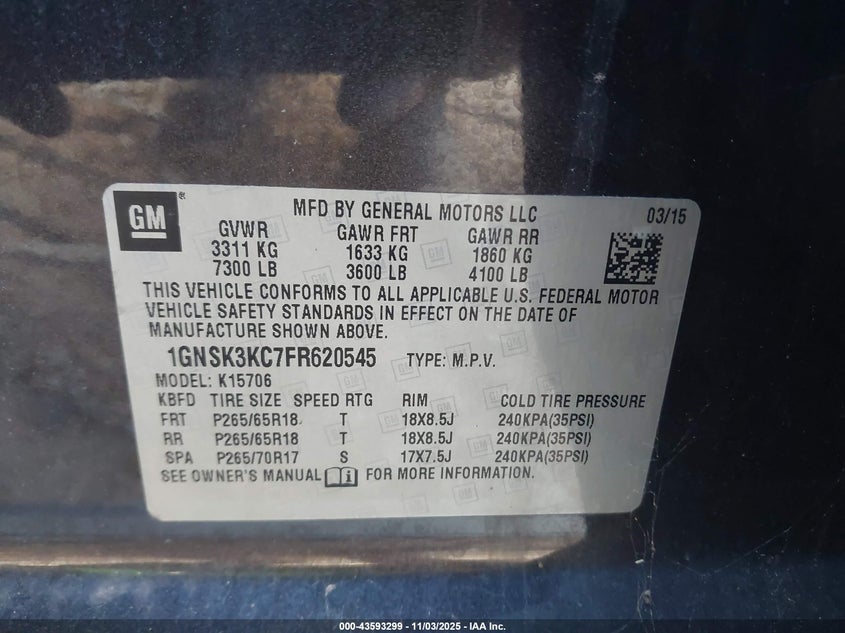 GM
®
MFD BY GENERAL MOTORS LLC 03/15
GVWR GAWR FRT GAWR RR
3311 KG 1633 KG 1860 KG
7300 LB 3600 LB 4100 LB
THIS VEHICLE CONFORMS TO ALL APPLICABLE U.S. FEDERAL MOTOR
VEHICLE SAFETY STANDARDS IN EFFECT ON THE DATE OF
MANUFACTURE SHOWN ABOVE.
1GNSK3KC7FR620545 TYPE: M.P.V.
MODEL: K15706
KBFD TIRE SIZE SPEED RTG RIM COLD TIRE PRESSURE
FRT P265/65R18 T 18X8.5J 240KPA(35PSI)
RR P265/65R18 T 18X8.5J 240KPA(35PSI)
SPA P265/70R17 S 17X7.5J 240KPA(35PSI)
SEE OWNER'S MANUAL FOR MORE INFORMATION.
000-43593299 - 11/03/2025 - IAA Inc.